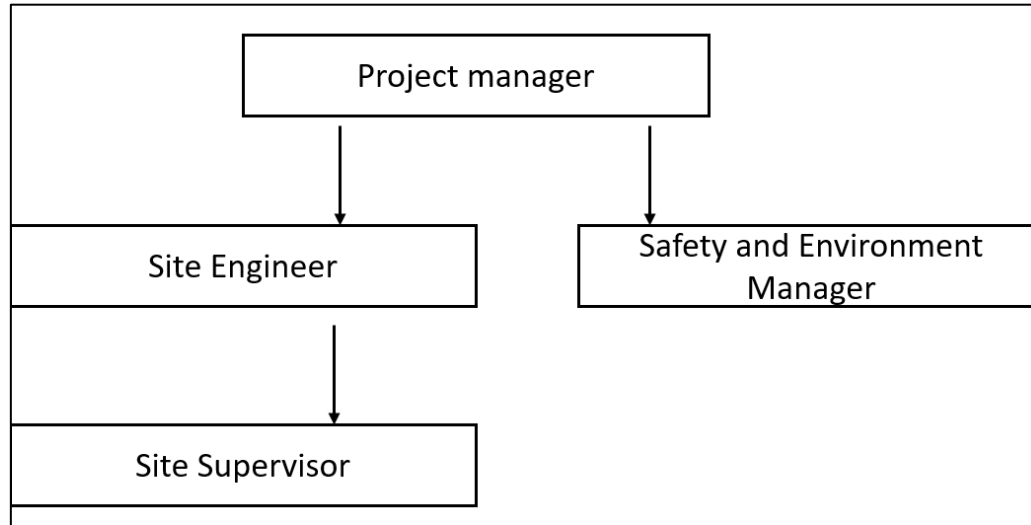 Project manager
Site Engineer
Safety and Environment
Manager
Site Supervisor